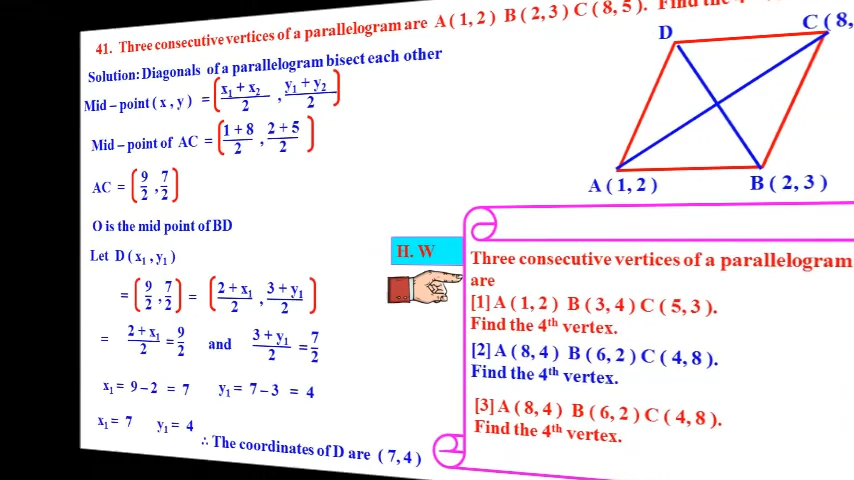 41. Three consecutive vertices of a parallelogram are A ( 1, 2 ) B ( 2, 3 ) C ( 8, 5 ). Find the 4
Solution: Diagonals of a parallelogram bisect each other
Mid – point ( x , y ) = ( x₁ + x₂ / 2 , y₁ + y₂ / 2 )
Mid – point of AC = ( 1 + 8 / 2 , 2 + 5 / 2 )
AC = ( 9/2 , 7/2 )
O is the mid point of BD
Let D ( x₁ , y₁ )
= ( 9/2 , 7/2 ) = ( 2 + x₁ / 2 , 3 + y₁ / 2 )
= 2 + x₁ / 2 = 9/2 and 3 + y₁ / 2 = 7/2
x₁ = 9 – 2 = 7 y₁ = 7 – 3 = 4
x₁ = 7 y₁ = 4
∴ The coordinates of D are ( 7, 4 )
D
C ( 8,
A ( 1, 2 )
B ( 2, 3 )
H. W
Three consecutive vertices of a parallelogram
are
[1] A ( 1, 2 ) B ( 3, 4 ) C ( 5, 3 ).
Find the 4th vertex.
[2] A ( 8, 4 ) B ( 6, 2 ) C ( 4, 8 ).
Find the 4th vertex.
[3] A ( 8, 4 ) B ( 6, 2 ) C ( 4, 8 ).
Find the 4th vertex.